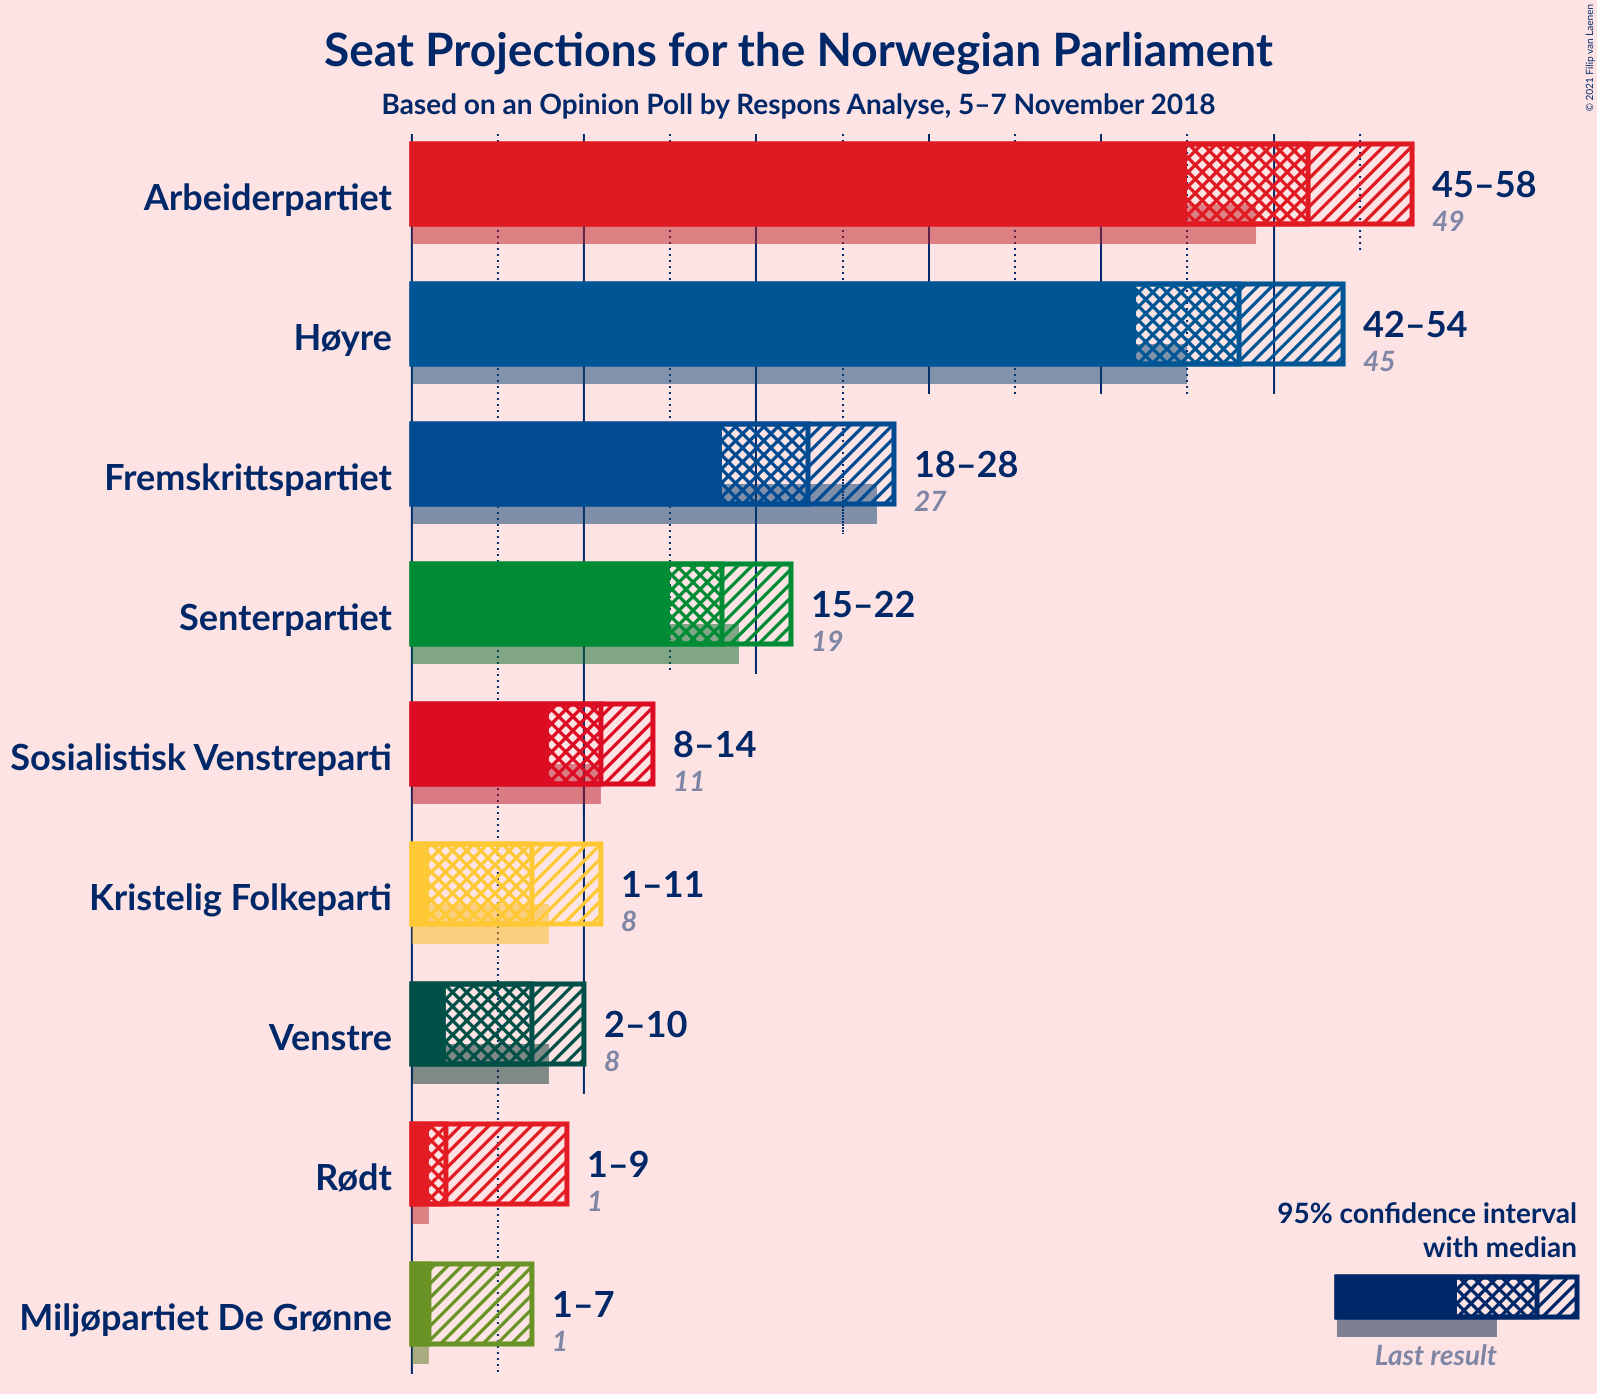 Seat Projections for the Norwegian Parliament
Based on an Opinion Poll by Respons Analyse, 5–7 November 2018
© 2021 Filip van Laenen
Arbeiderpartiet
45–58
49
Høyre
42–54
45
Fremskrittspartiet
18–28
27
Senterpartiet
15–22
19
Sosialistisk Venstreparti
8–14
11
Kristelig Folkeparti
1–11
8
Venstre
2–10
8
Rødt
1–9
1
Miljøpartiet De Grønne
1–7
1
95% confidence interval
with median
Last result